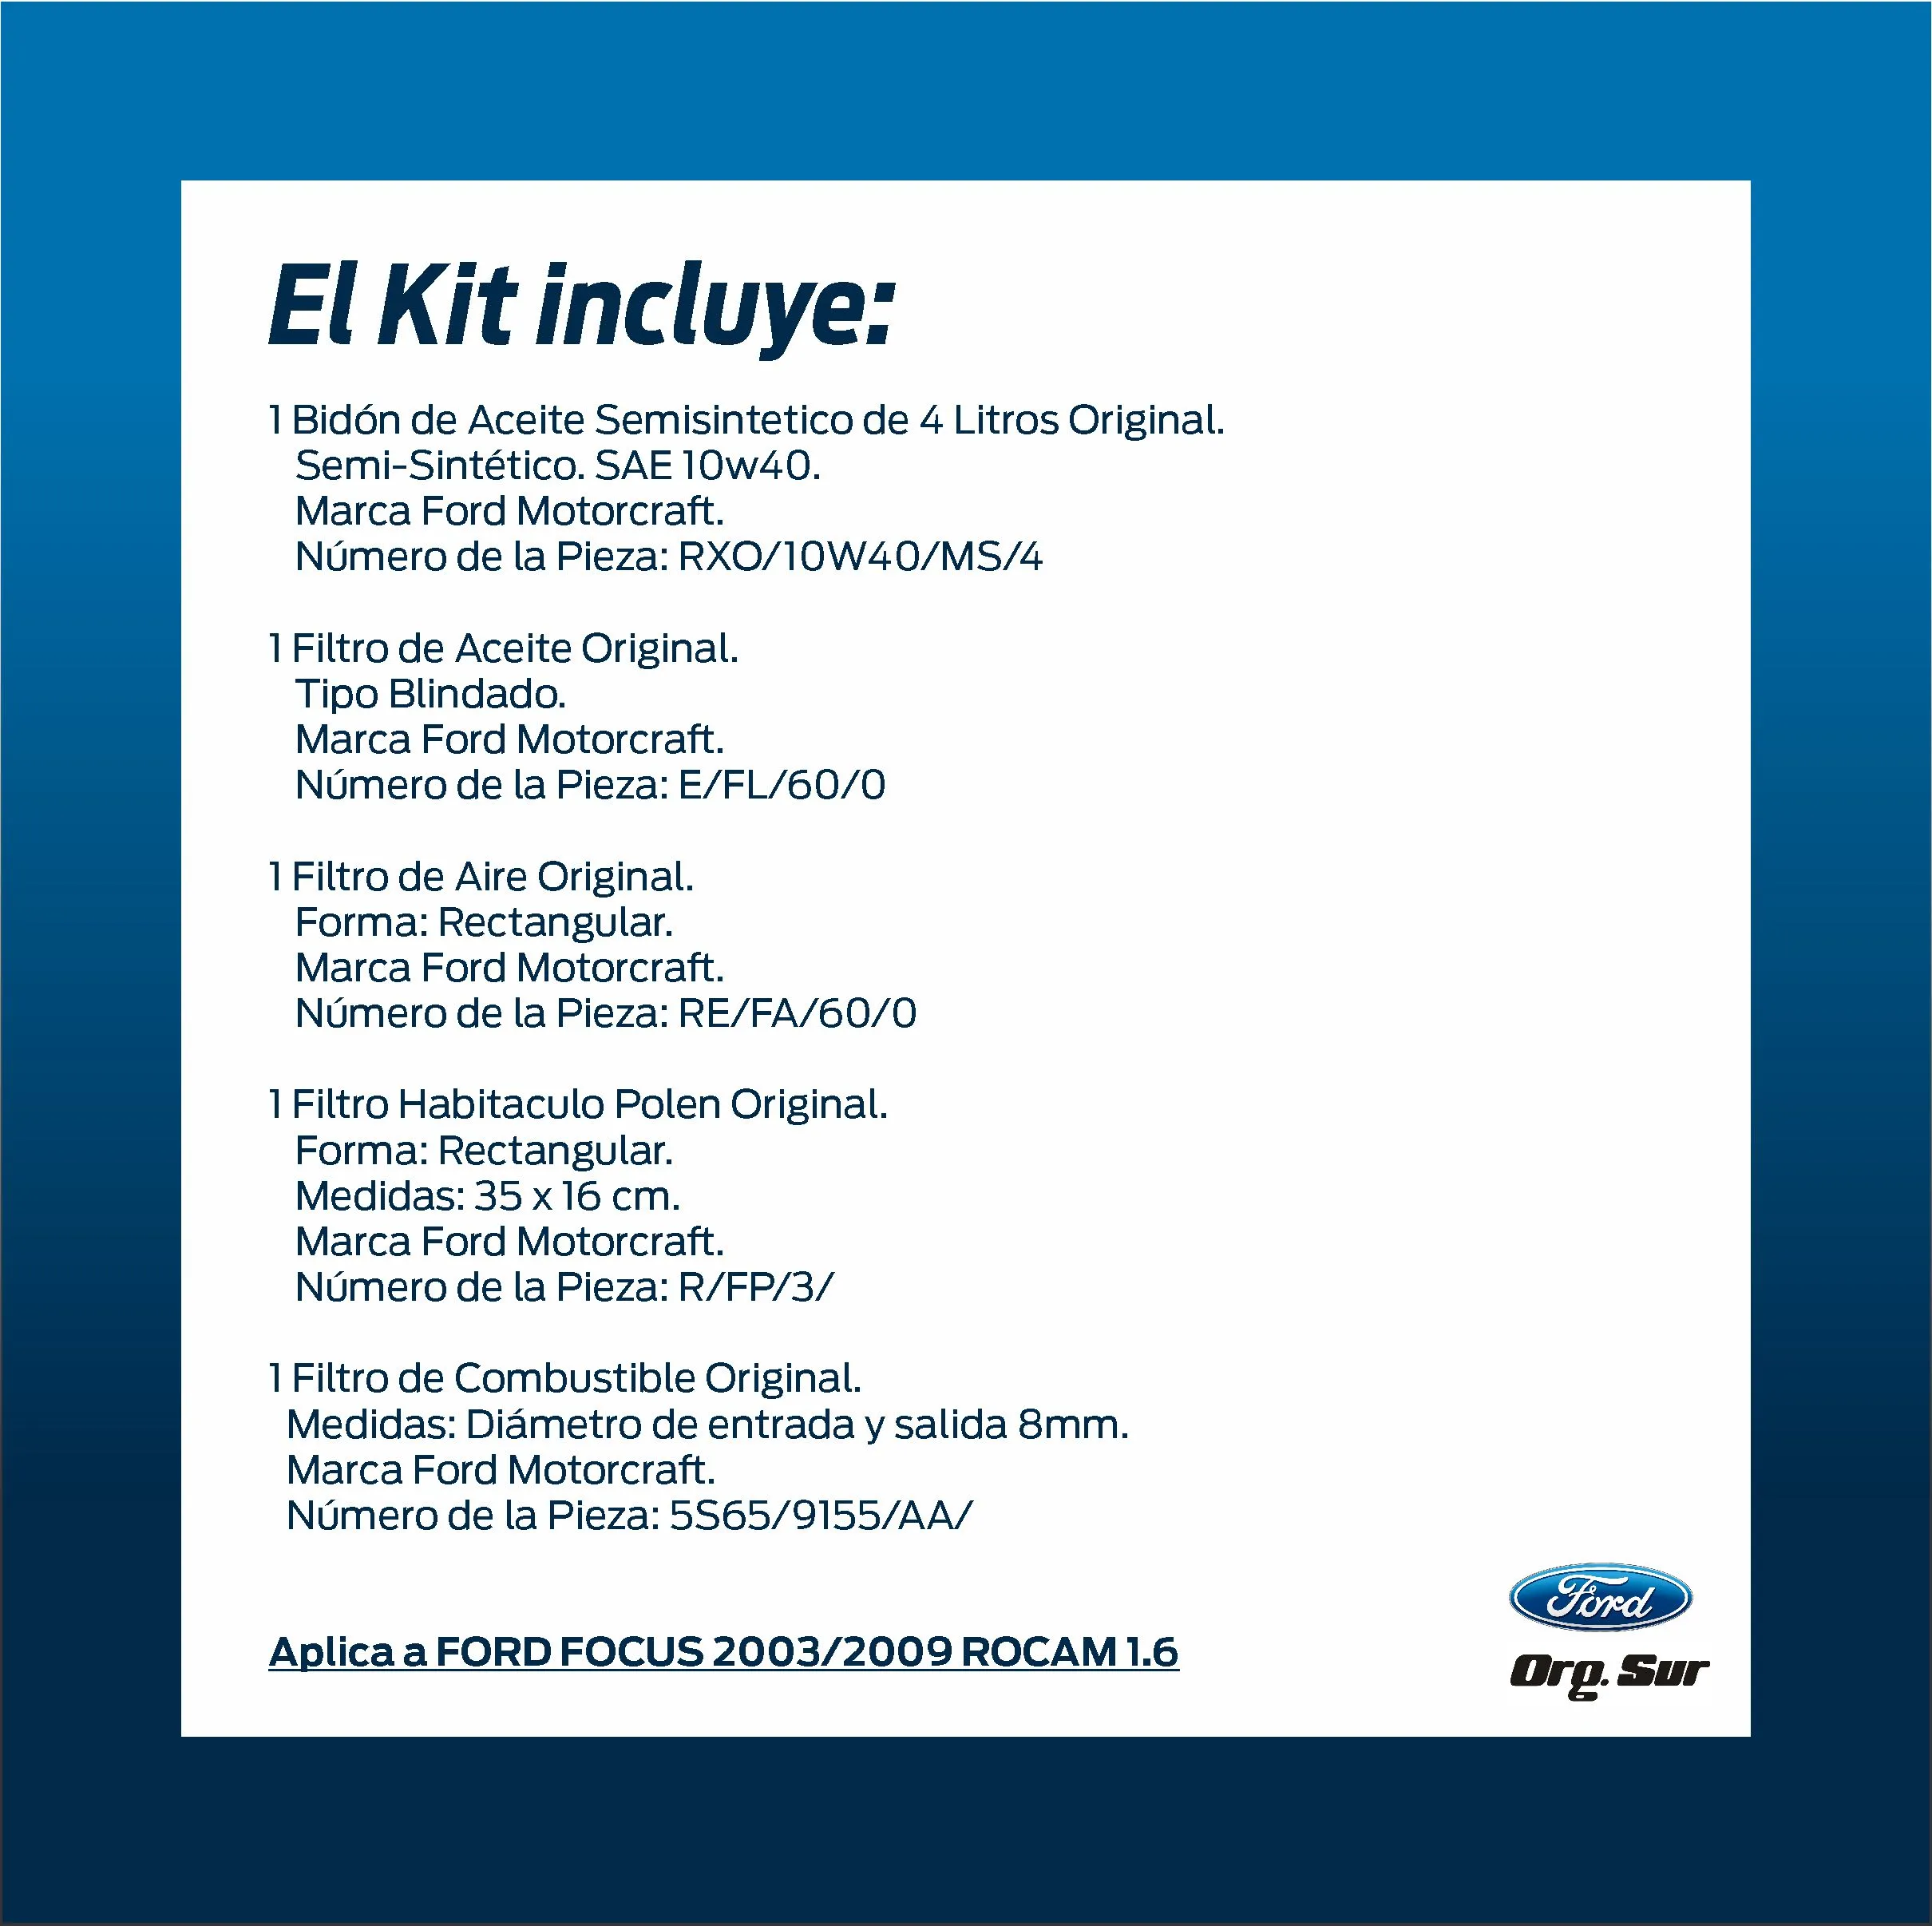 El Kit incluye:
1 Bidón de Aceite Semisintetico de 4 Litros Original.
Semi-Sintético. SAE 10w40.
Marca Ford Motorcraft.
Número de la Pieza: RXO/10W40/MS/4
1 Filtro de Aceite Original.
Tipo Blindado.
Marca Ford Motorcraft.
Número de la Pieza: E/FL/60/0
1 Filtro de Aire Original.
Forma: Rectangular.
Marca Ford Motorcraft.
Número de la Pieza: RE/FA/60/0
1 Filtro Habitaculo Polen Original.
Forma: Rectangular.
Medidas: 35 x 16 cm.
Marca Ford Motorcraft.
Número de la Pieza: R/FP/3/
1 Filtro de Combustible Original.
Medidas: Diámetro de entrada y salida 8mm.
Marca Ford Motorcraft.
Número de la Pieza: 5S65/9155/AA/
Aplica a FORD FOCUS 2003/2009 ROCAM 1.6
Ford
Org. Sur